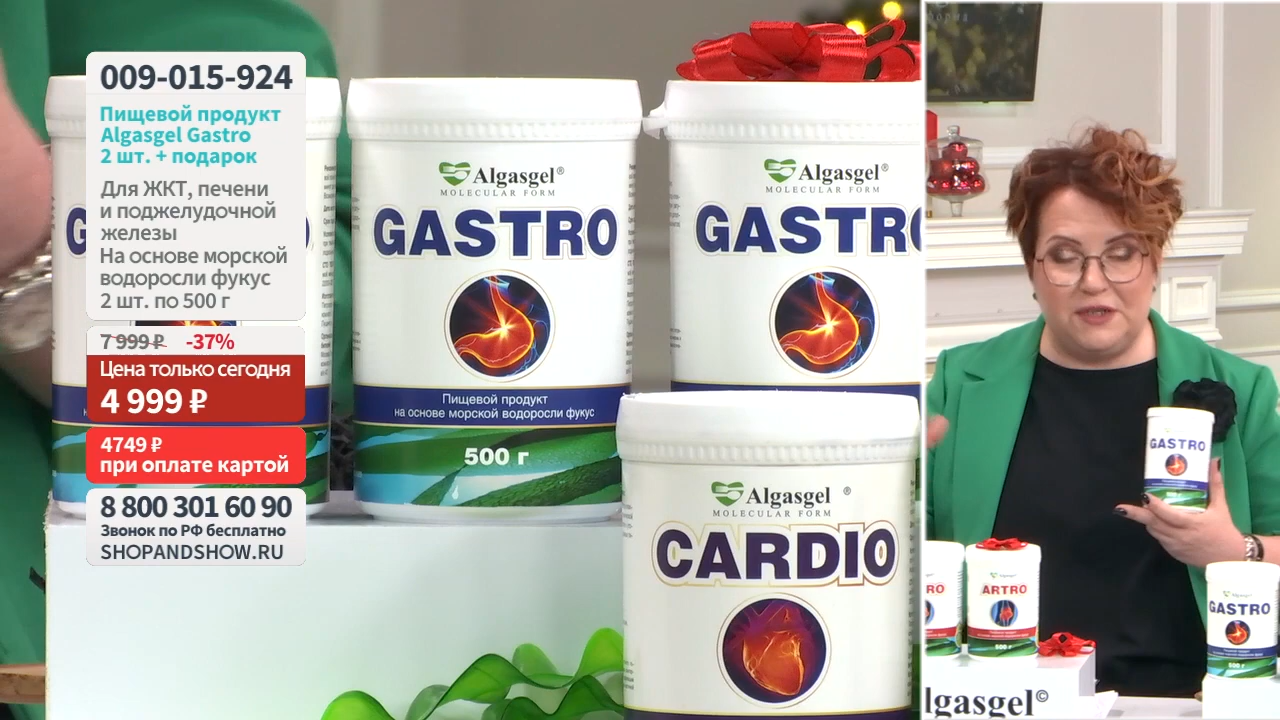 009-015-924
Пищевой продукт
Algasgel Gastro
2 шт. + подарок
Для ЖКТ, печени
и поджелудочной
железы
На основе морской
водоросли фукус
2 шт. по 500 г
7 999 ₽ -37%
Цена только сегодня
4 999 ₽
4749 ₽
при оплате картой
8 800 301 60 90
Звонок по РФ бесплатно
SHOPANDSHOW.RU
Algasgel®
MOLECULAR FORM
GASTRO
Пищевой продукт
на основе морской водоросли фукус
500 г
Algasgel®
MOLECULAR FORM
GASTRO
Algasgel ®
MOLECULAR FORM
CARDIO
GASTRO
ARTRO
500 г
GASTRO
500 г
lgasgel©